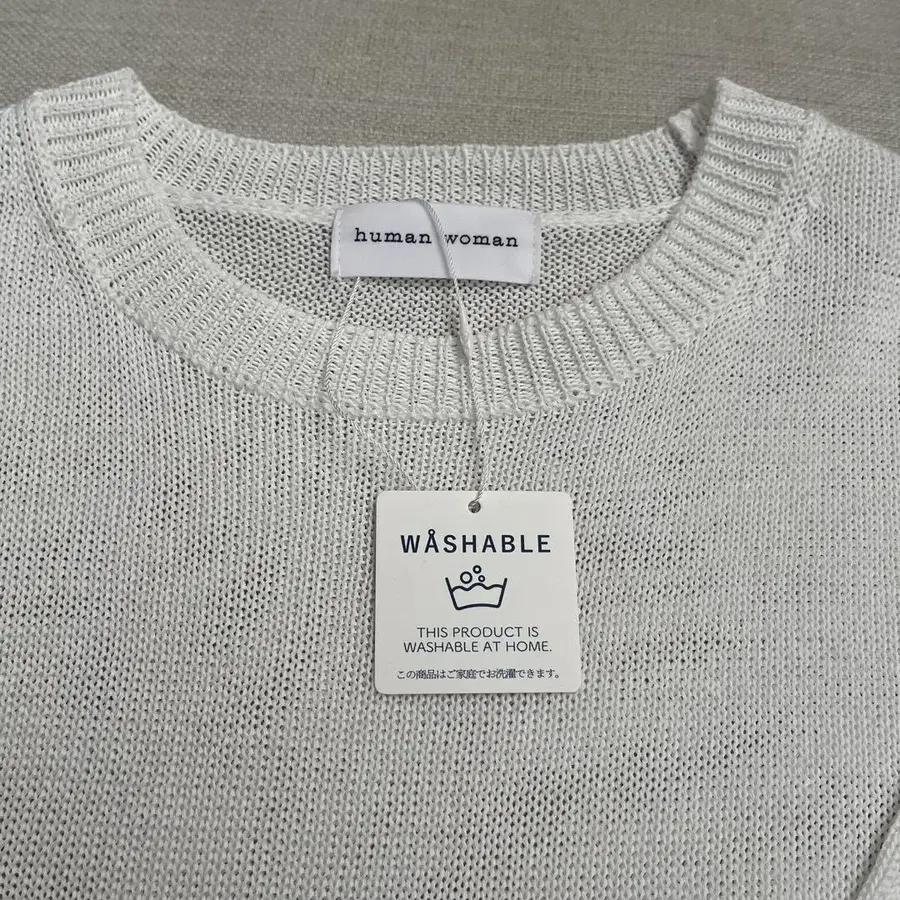 human woman
WÅSHABLE
THIS PRODUCT IS
WASHABLE AT HOME.
この商品はご家庭でお洗濯できます。